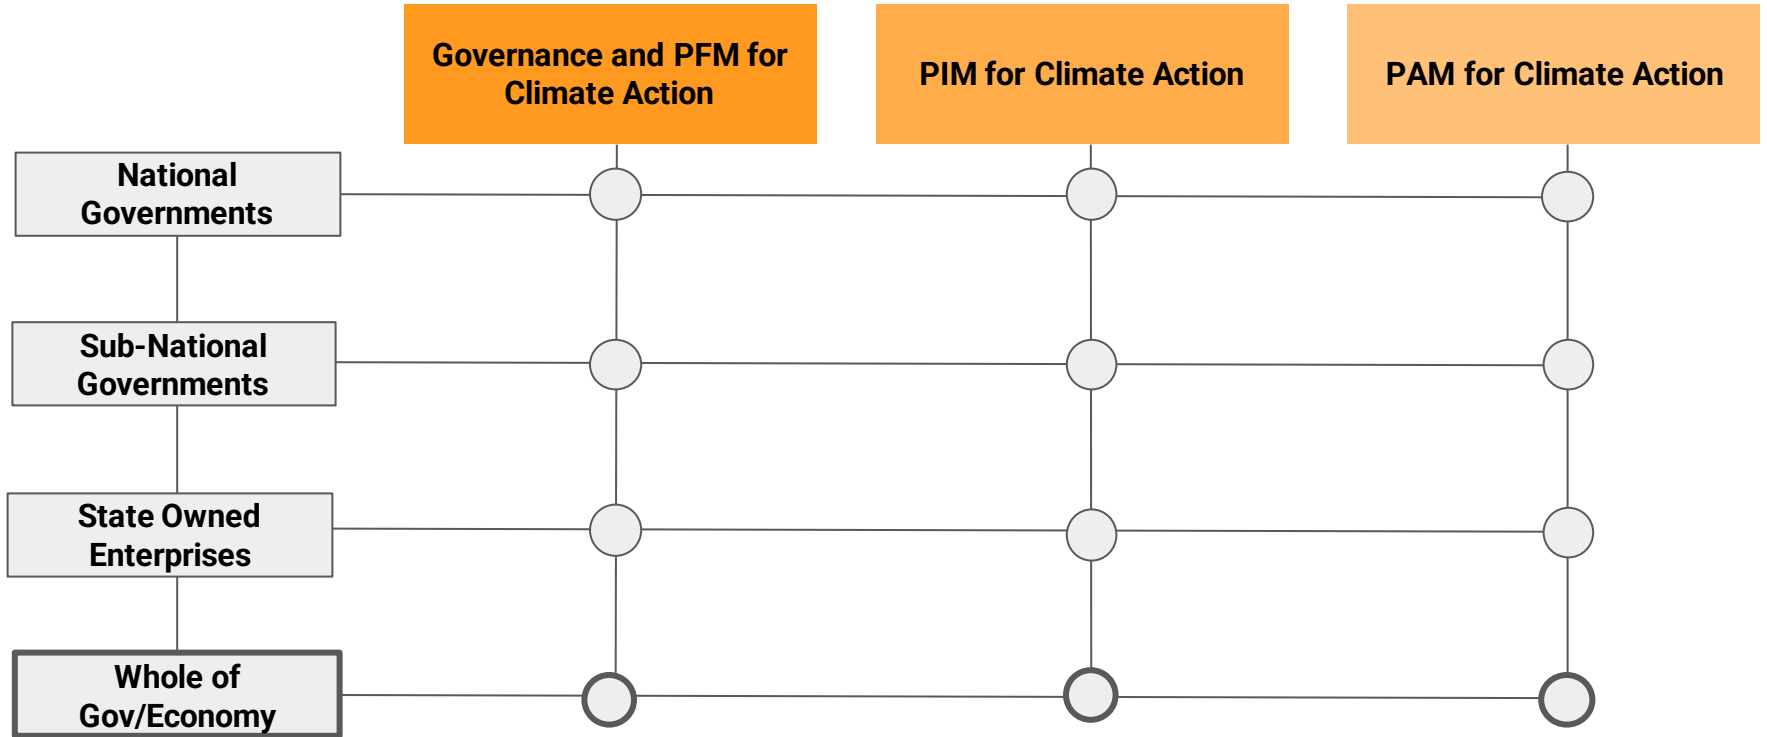 Governance and PFM for
Climate Action
PIM for Climate Action
PAM for Climate Action
National
Governments
Sub-National
Governments
State Owned
Enterprises
Whole of
Gov/Economy